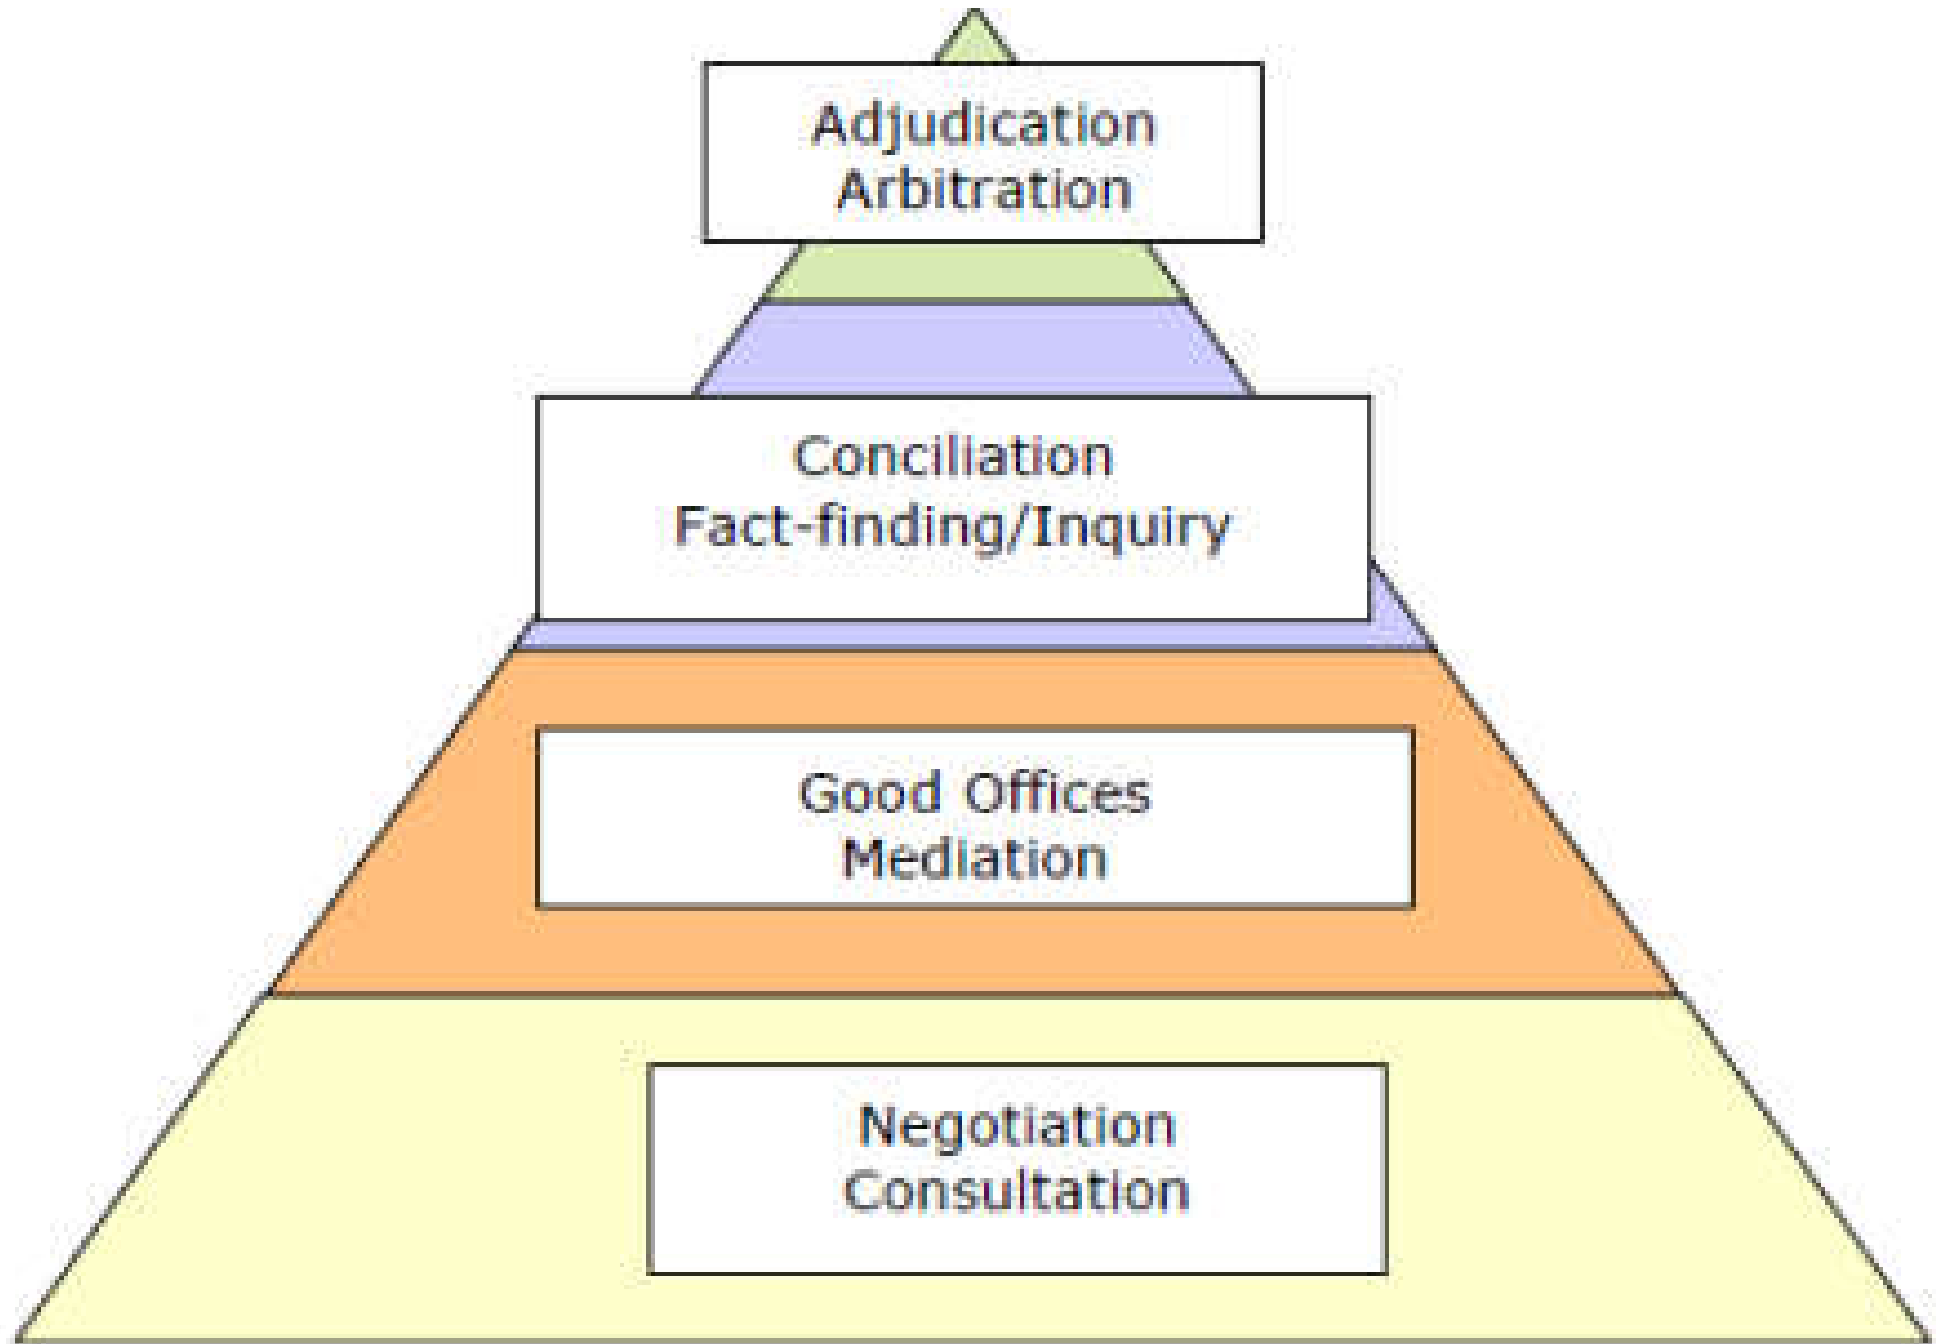 Adjudication
Arbitration
Conciliation
Fact-finding/Inquiry
Good Offices
Mediation
Negotiation
Consultation